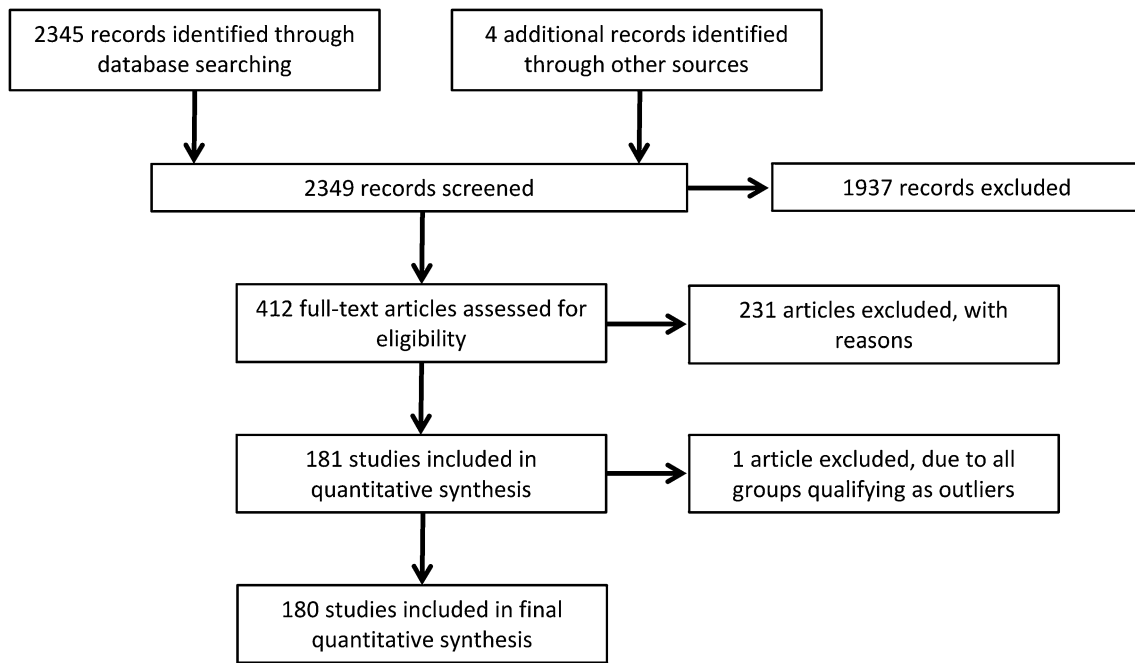 2345 records identified through
database searching
4 additional records identified
through other sources
2349 records screened
1937 records excluded
412 full-text articles assessed for
eligibility
231 articles excluded, with
reasons
181 studies included in
quantitative synthesis
1 article excluded, due to all
groups qualifying as outliers
180 studies included in final
quantitative synthesis